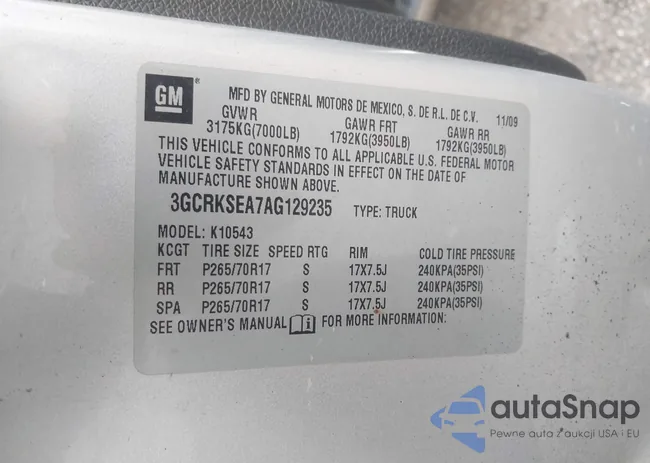 GM ®
MFD BY GENERAL MOTORS DE MEXICO, S. DE R.L. DE C.V. 11/09
GVWR GAWR FRT GAWR RR
3175KG(7000LB) 1792KG(3950LB) 1792KG(3950LB)
THIS VEHICLE CONFORMS TO ALL APPLICABLE U.S. FEDERAL MOTOR
VEHICLE SAFETY STANDARDS IN EFFECT ON THE DATE OF
MANUFACTURE SHOWN ABOVE.
3GCRKSEA7AG129235 TYPE: TRUCK
MODEL: K10543
KCGT TIRE SIZE SPEED RTG RIM COLD TIRE PRESSURE
FRT P265/70R17 S 17X7.5J 240KPA(35PSI)
RR P265/70R17 S 17X7.5J 240KPA(35PSI)
SPA P265/70R17 S 17X7.5J 240KPA(35PSI)
SEE OWNER'S MANUAL FOR MORE INFORMATION:
autoSnap
Pewne auta z aukcji USA i EU